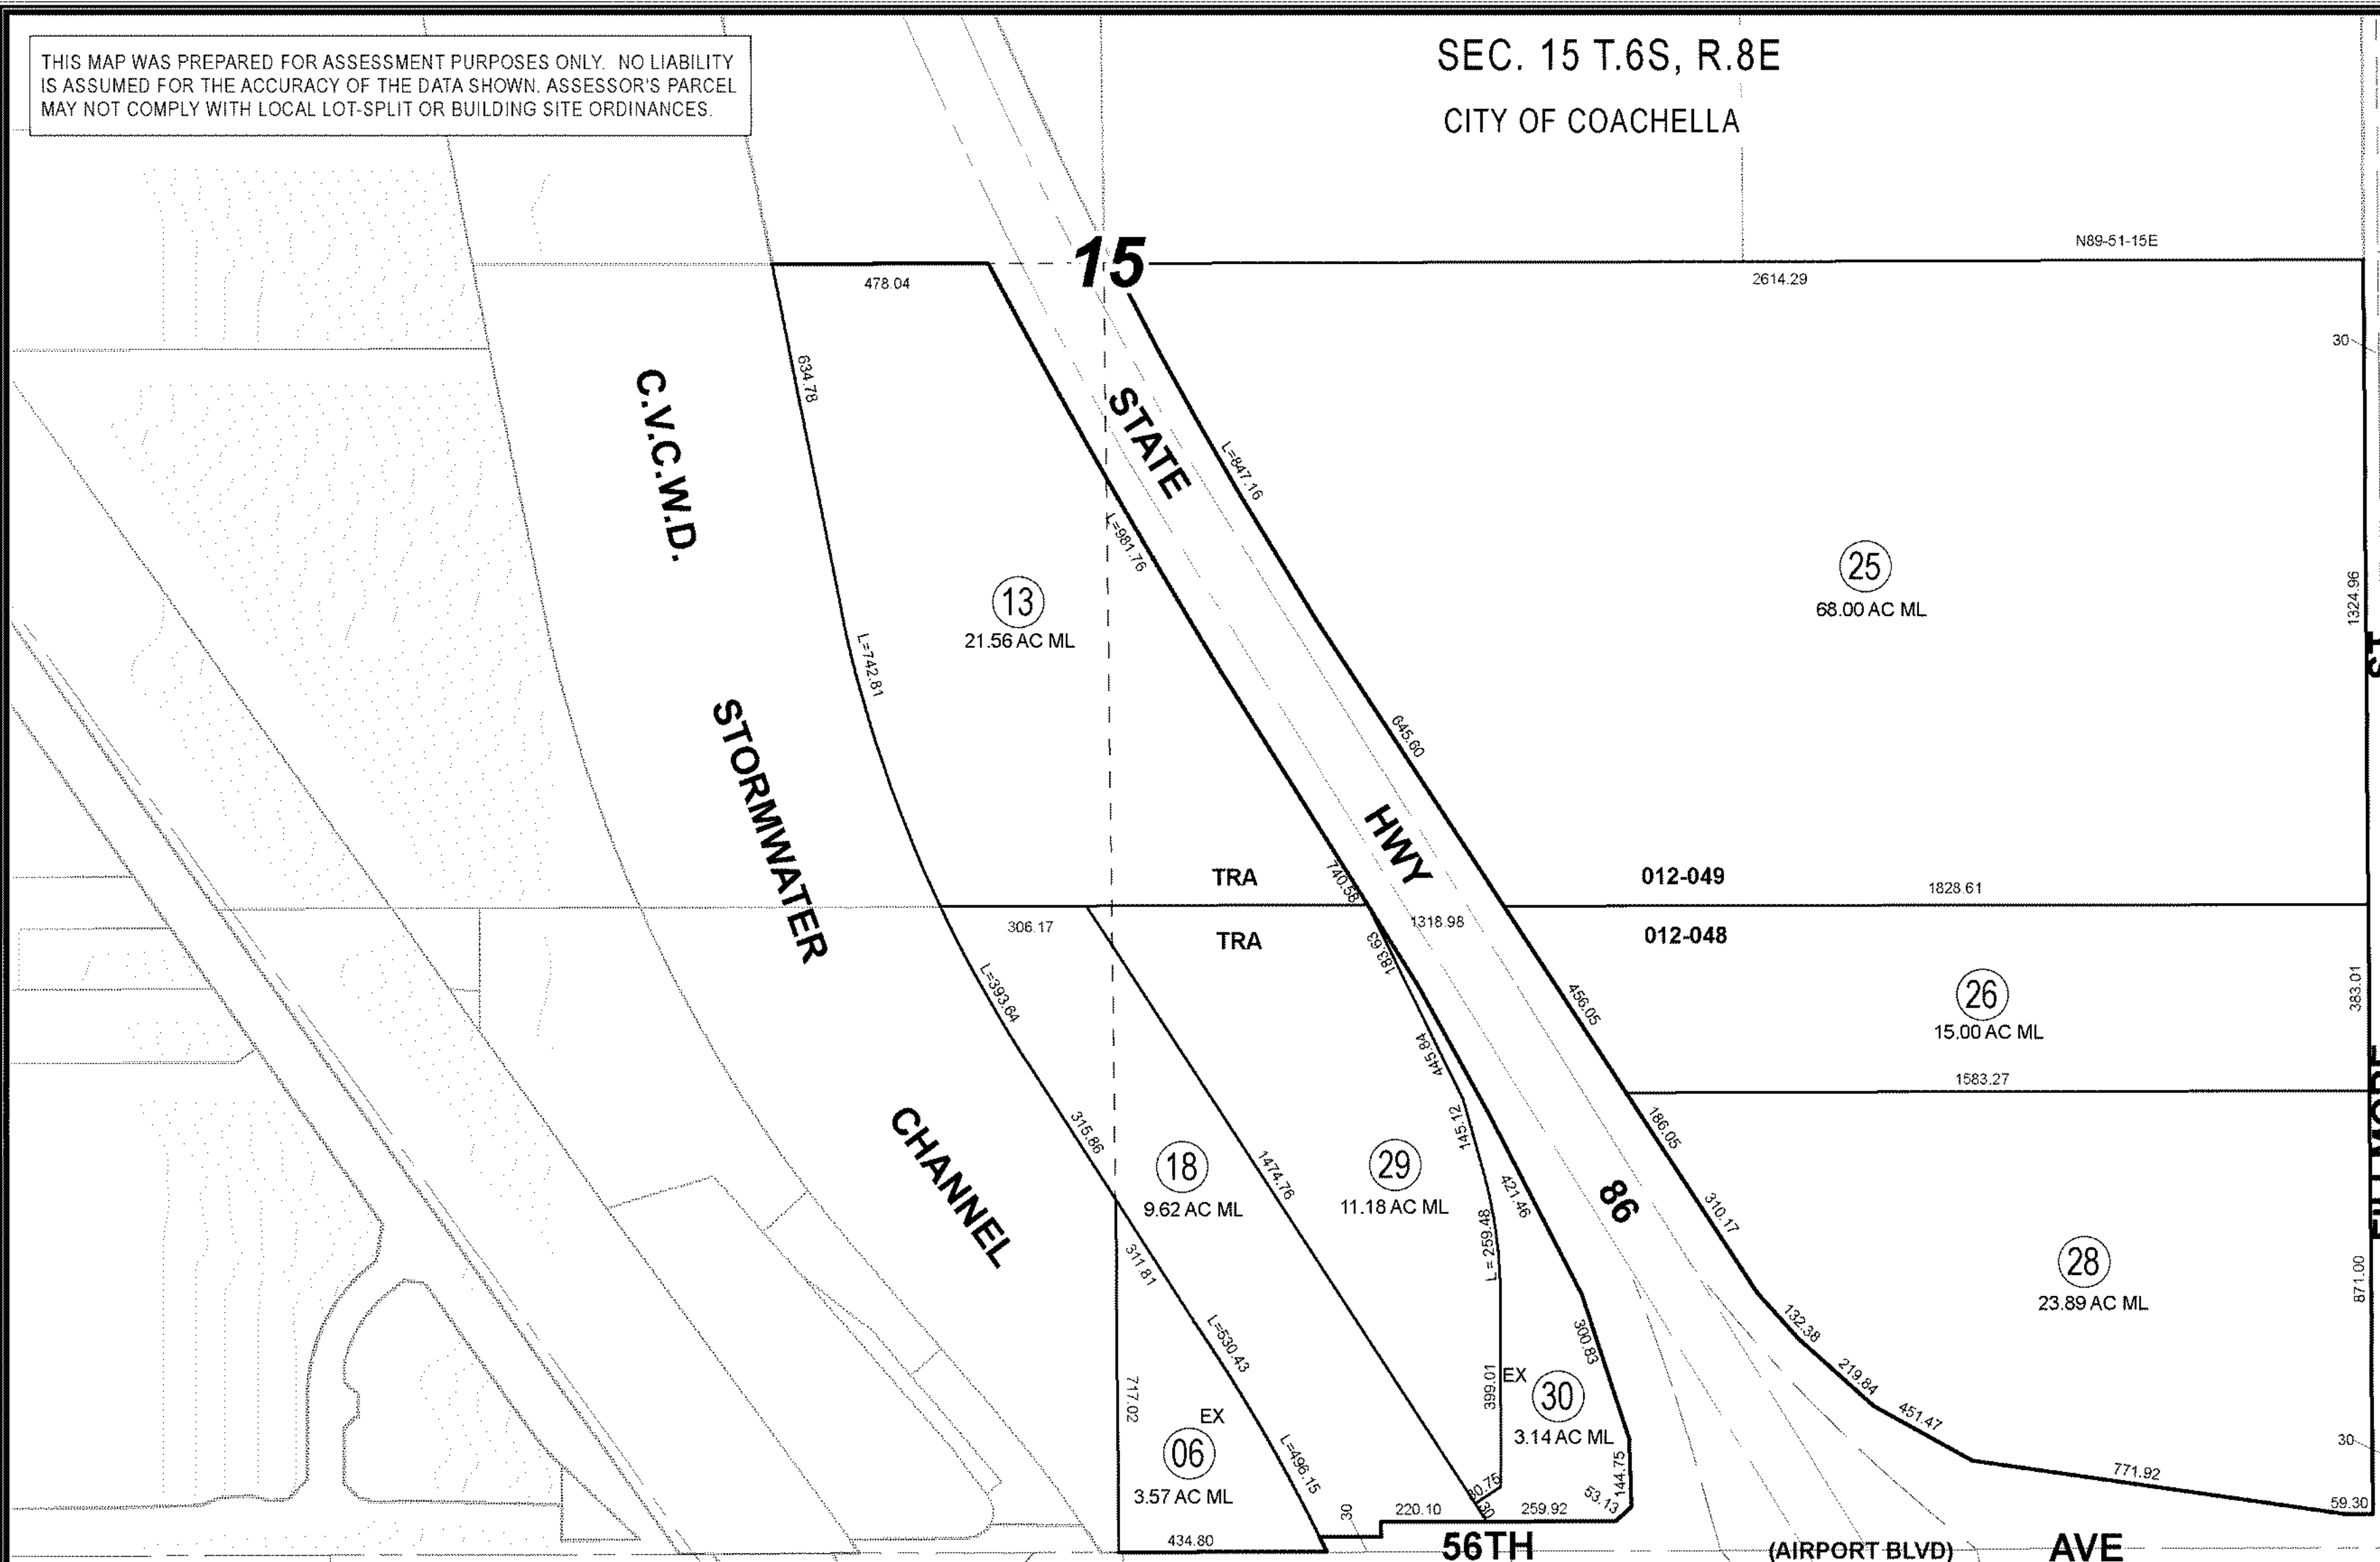 THIS MAP WAS PREPARED FOR ASSESSMENT PURPOSES ONLY. NO LIABILITY
IS ASSUMED FOR THE ACCURACY OF THE DATA SHOWN. ASSESSOR'S PARCEL
MAY NOT COMPLY WITH LOCAL LOT-SPLIT OR BUILDING SITE ORDINANCES.
SEC. 15 T.6S, R.8E
CITY OF COACHELLA
N89-51-15E
15
478.04
2614.29
30
634.78
C.V.C.W.D.
STATE
L=847.16
L=981.76
25
68.00 AC ML
1324.96
13
21.56 AC ML
L=742.81
645.60
STORMWATER
HWY
TRA
740.58
012-049
1828.61
306.17
TRA
1318.98
012-048
183.63
L=393.64
456.05
26
15.00 AC ML
383.01
445.84
1583.27
315.86
145.12
186.05
CHANNEL
18
9.62 AC ML
1474.76
29
11.18 AC ML
421.46
86
310.17
L=259.48
311.81
28
23.89 AC ML
871.00
L=530.43
300.83
132.38
717.02
399.01
EX
30
3.14 AC ML
219.84
EX
06
3.57 AC ML
451.47
L=496.15
144.75
30
771.92
30
220.10
30
259.92
53.13
59.30
434.80
56TH
(AIRPORT BLVD)
AVE